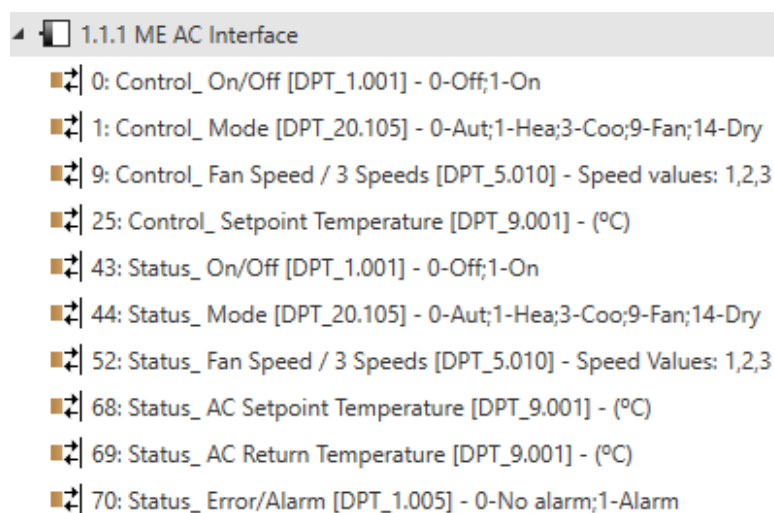 1.1.1 ME AC Interface
0: Control_ On/Off [DPT_1.001] - 0-Off;1-On
1: Control_ Mode [DPT_20.105] - 0-Aut;1-Hea;3-Coo;9-Fan;14-Dry
9: Control_ Fan Speed / 3 Speeds [DPT_5.010] - Speed values: 1,2,3
25: Control_ Setpoint Temperature [DPT_9.001] - (ºC)
43: Status_ On/Off [DPT_1.001] - 0-Off;1-On
44: Status_ Mode [DPT_20.105] - 0-Aut;1-Hea;3-Coo;9-Fan;14-Dry
52: Status_ Fan Speed / 3 Speeds [DPT_5.010] - Speed Values: 1,2,3
68: Status_ AC Setpoint Temperature [DPT_9.001] - (ºC)
69: Status_ AC Return Temperature [DPT_9.001] - (ºC)
70: Status_ Error/Alarm [DPT_1.005] - 0-No alarm;1-Alarm